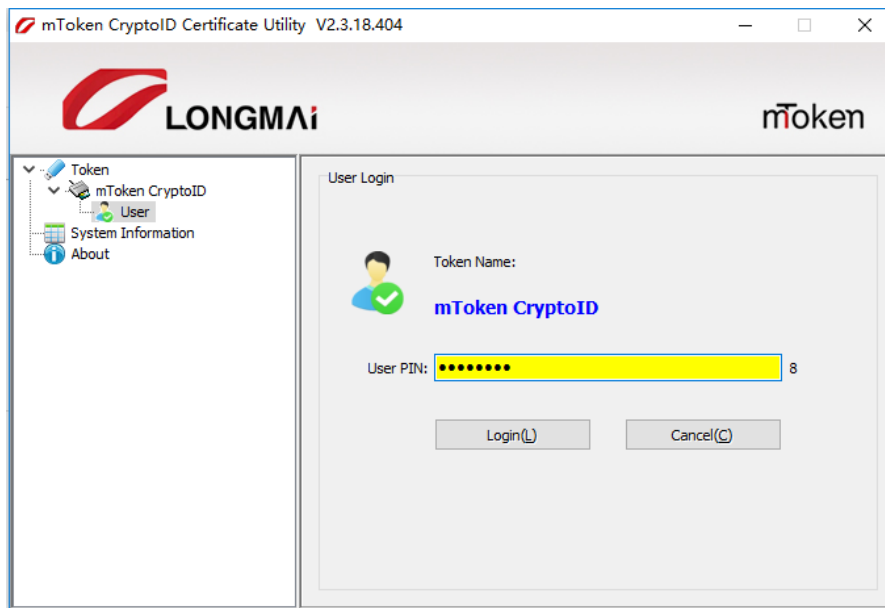 mToken CryptoID Certificate Utility V2.3.18.404
LONGMAi
mToken
Token
mToken CryptoID
User
System Information
About
User Login
Token Name:
mToken CryptoID
User PIN: ●●●●●●●● 8
Login(L)
Cancel(C)